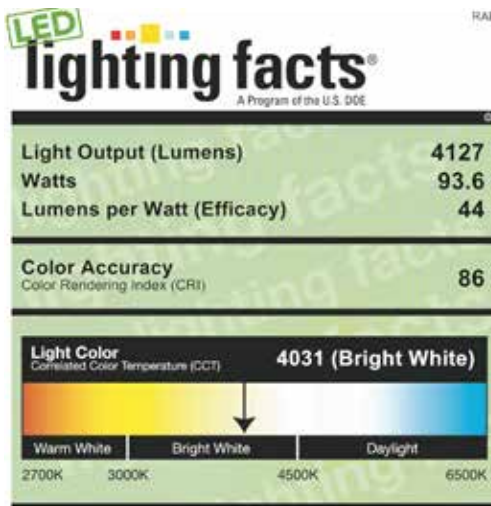 LED
lighting facts®
A Program of the U.S. DOE
Light Output (Lumens) 4127
Watts 93.6
Lumens per Watt (Efficacy) 44
Color Accuracy 86
Color Rendering Index (CRI)
Light Color 4031 (Bright White)
Correlated Color Temperature (CCT)
Warm White Bright White Daylight
2700K 3000K 4500K 6500K